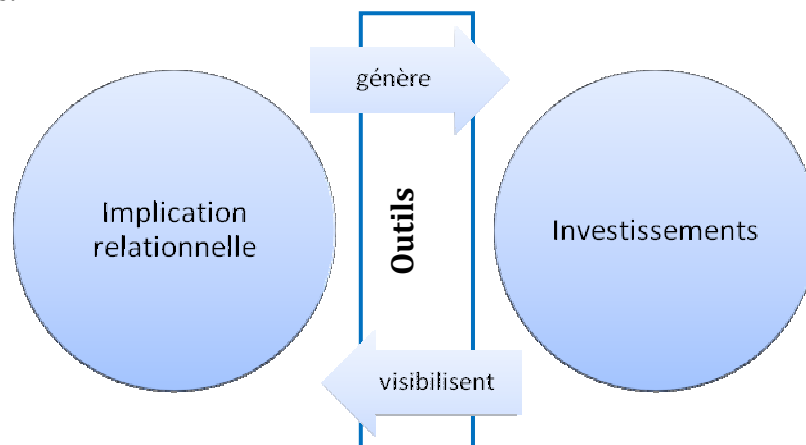 génère
Implication
relationnelle
Outils
Investissements
visibilisent